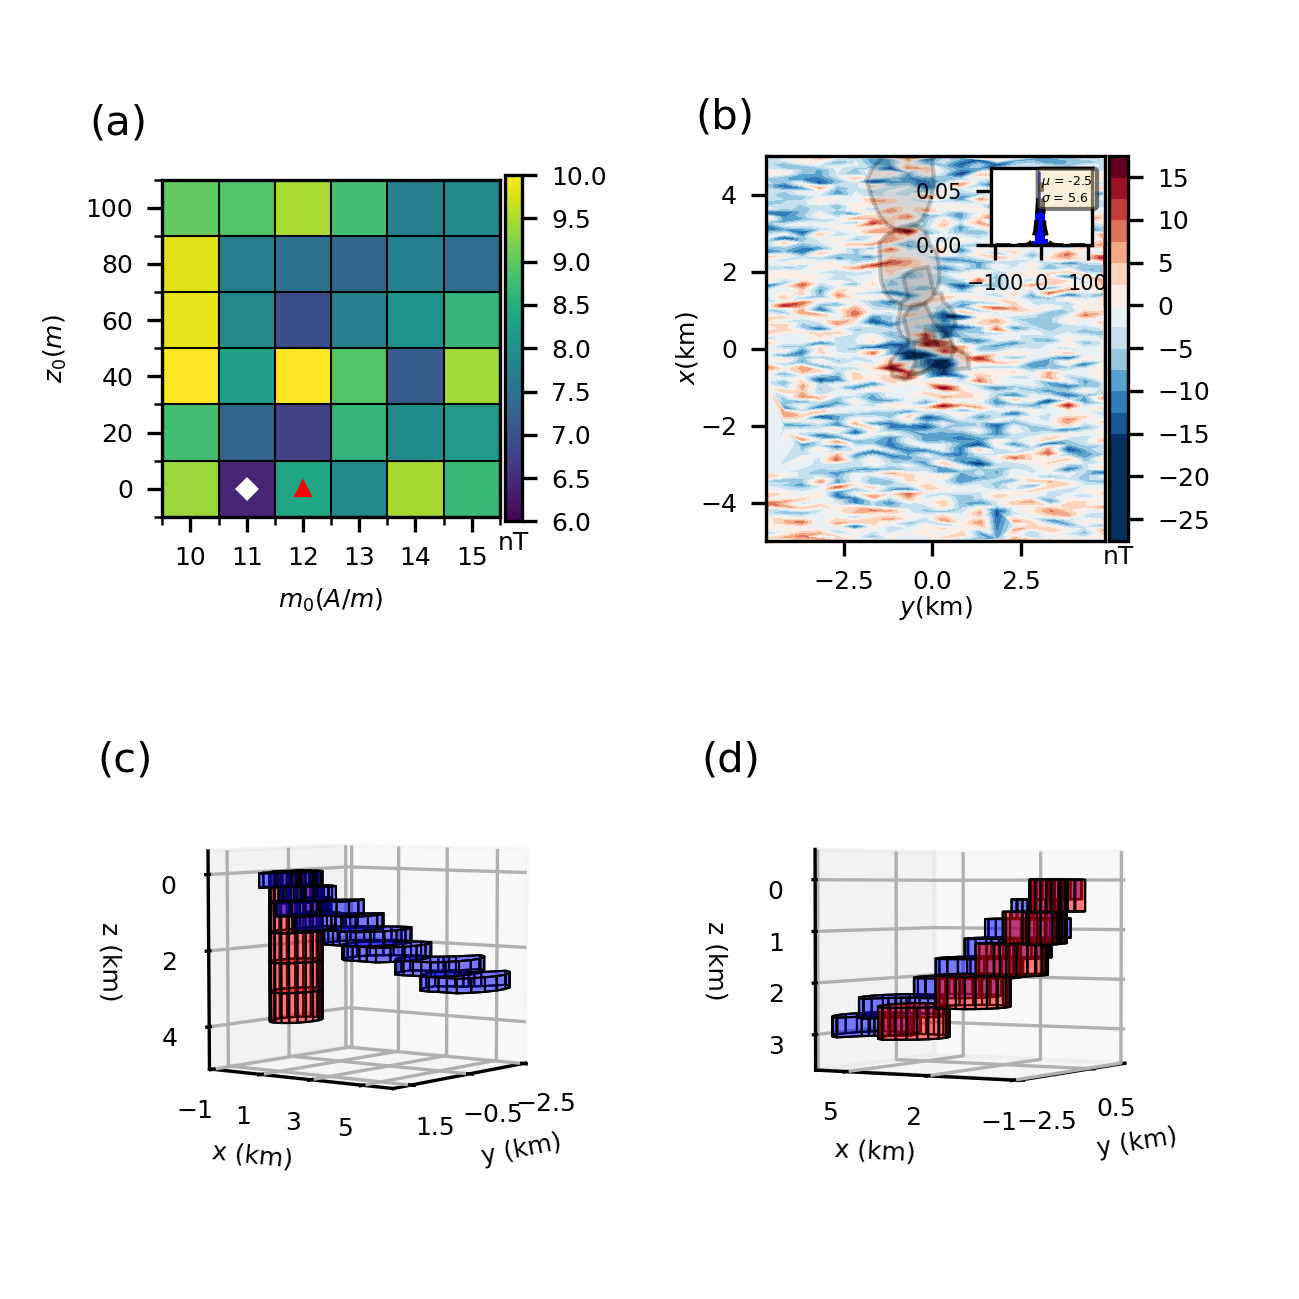 (a)
100
80
60
40
20
0
z₀(m)
10 11 12 13 14 15
m₀(A/m)
10.0
9.5
9.0
8.5
8.0
7.5
7.0
6.5
6.0
nT
(b)
4
2
0
−2
−4
x(km)
−2.5 0.0 2.5
y(km)
0.05
0.00
−100 0 100
μ = -2.5
σ = 5.6
15
10
5
0
−5
−10
−15
−20
−25
nT
(c)
0
2
4
z (km)
−1 1 3 5
x (km)
1.5 −0.5 −2.5
y (km)
(d)
0
1
2
3
z (km)
5 2 −1
x (km)
−2.5 0.5
y (km)